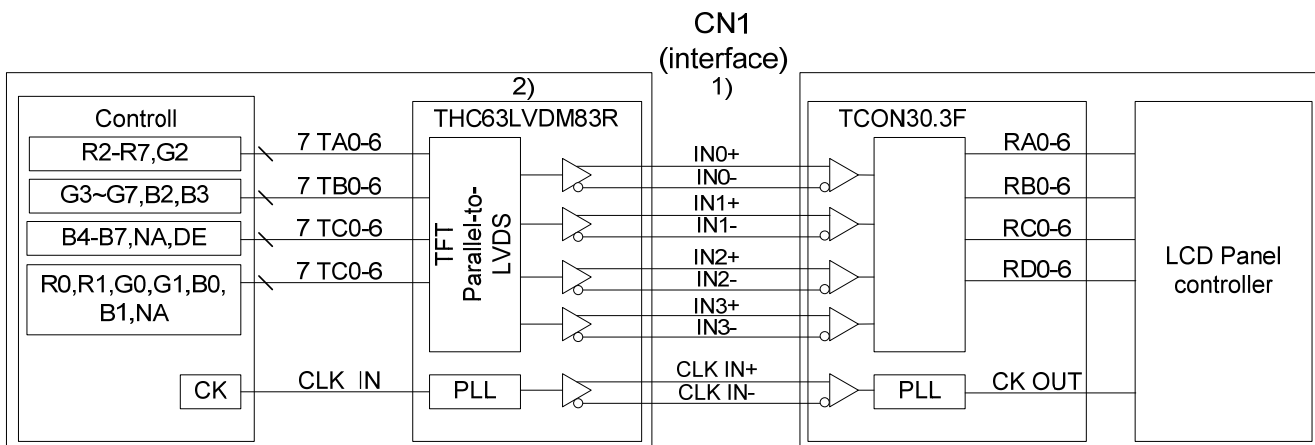 CN1
(interface)
1)
2)
Controll
THC63LVDM83R
TCON30.3F
R2-R7,G2
7 TA0-6
G3~G7,B2,B3
7 TB0-6
B4-B7,NA,DE
7 TC0-6
R0,R1,G0,G1,B0,
B1,NA
7 TC0-6
TFT
Parallel-to-
LVDS
IN0+
IN0-
IN1+
IN1-
IN2+
IN2-
IN3+
IN3-
RA0-6
RB0-6
RC0-6
RD0-6
LCD Panel
controller
CK
CLK IN
PLL
CLK IN+
CLK IN-
PLL
CK OUT